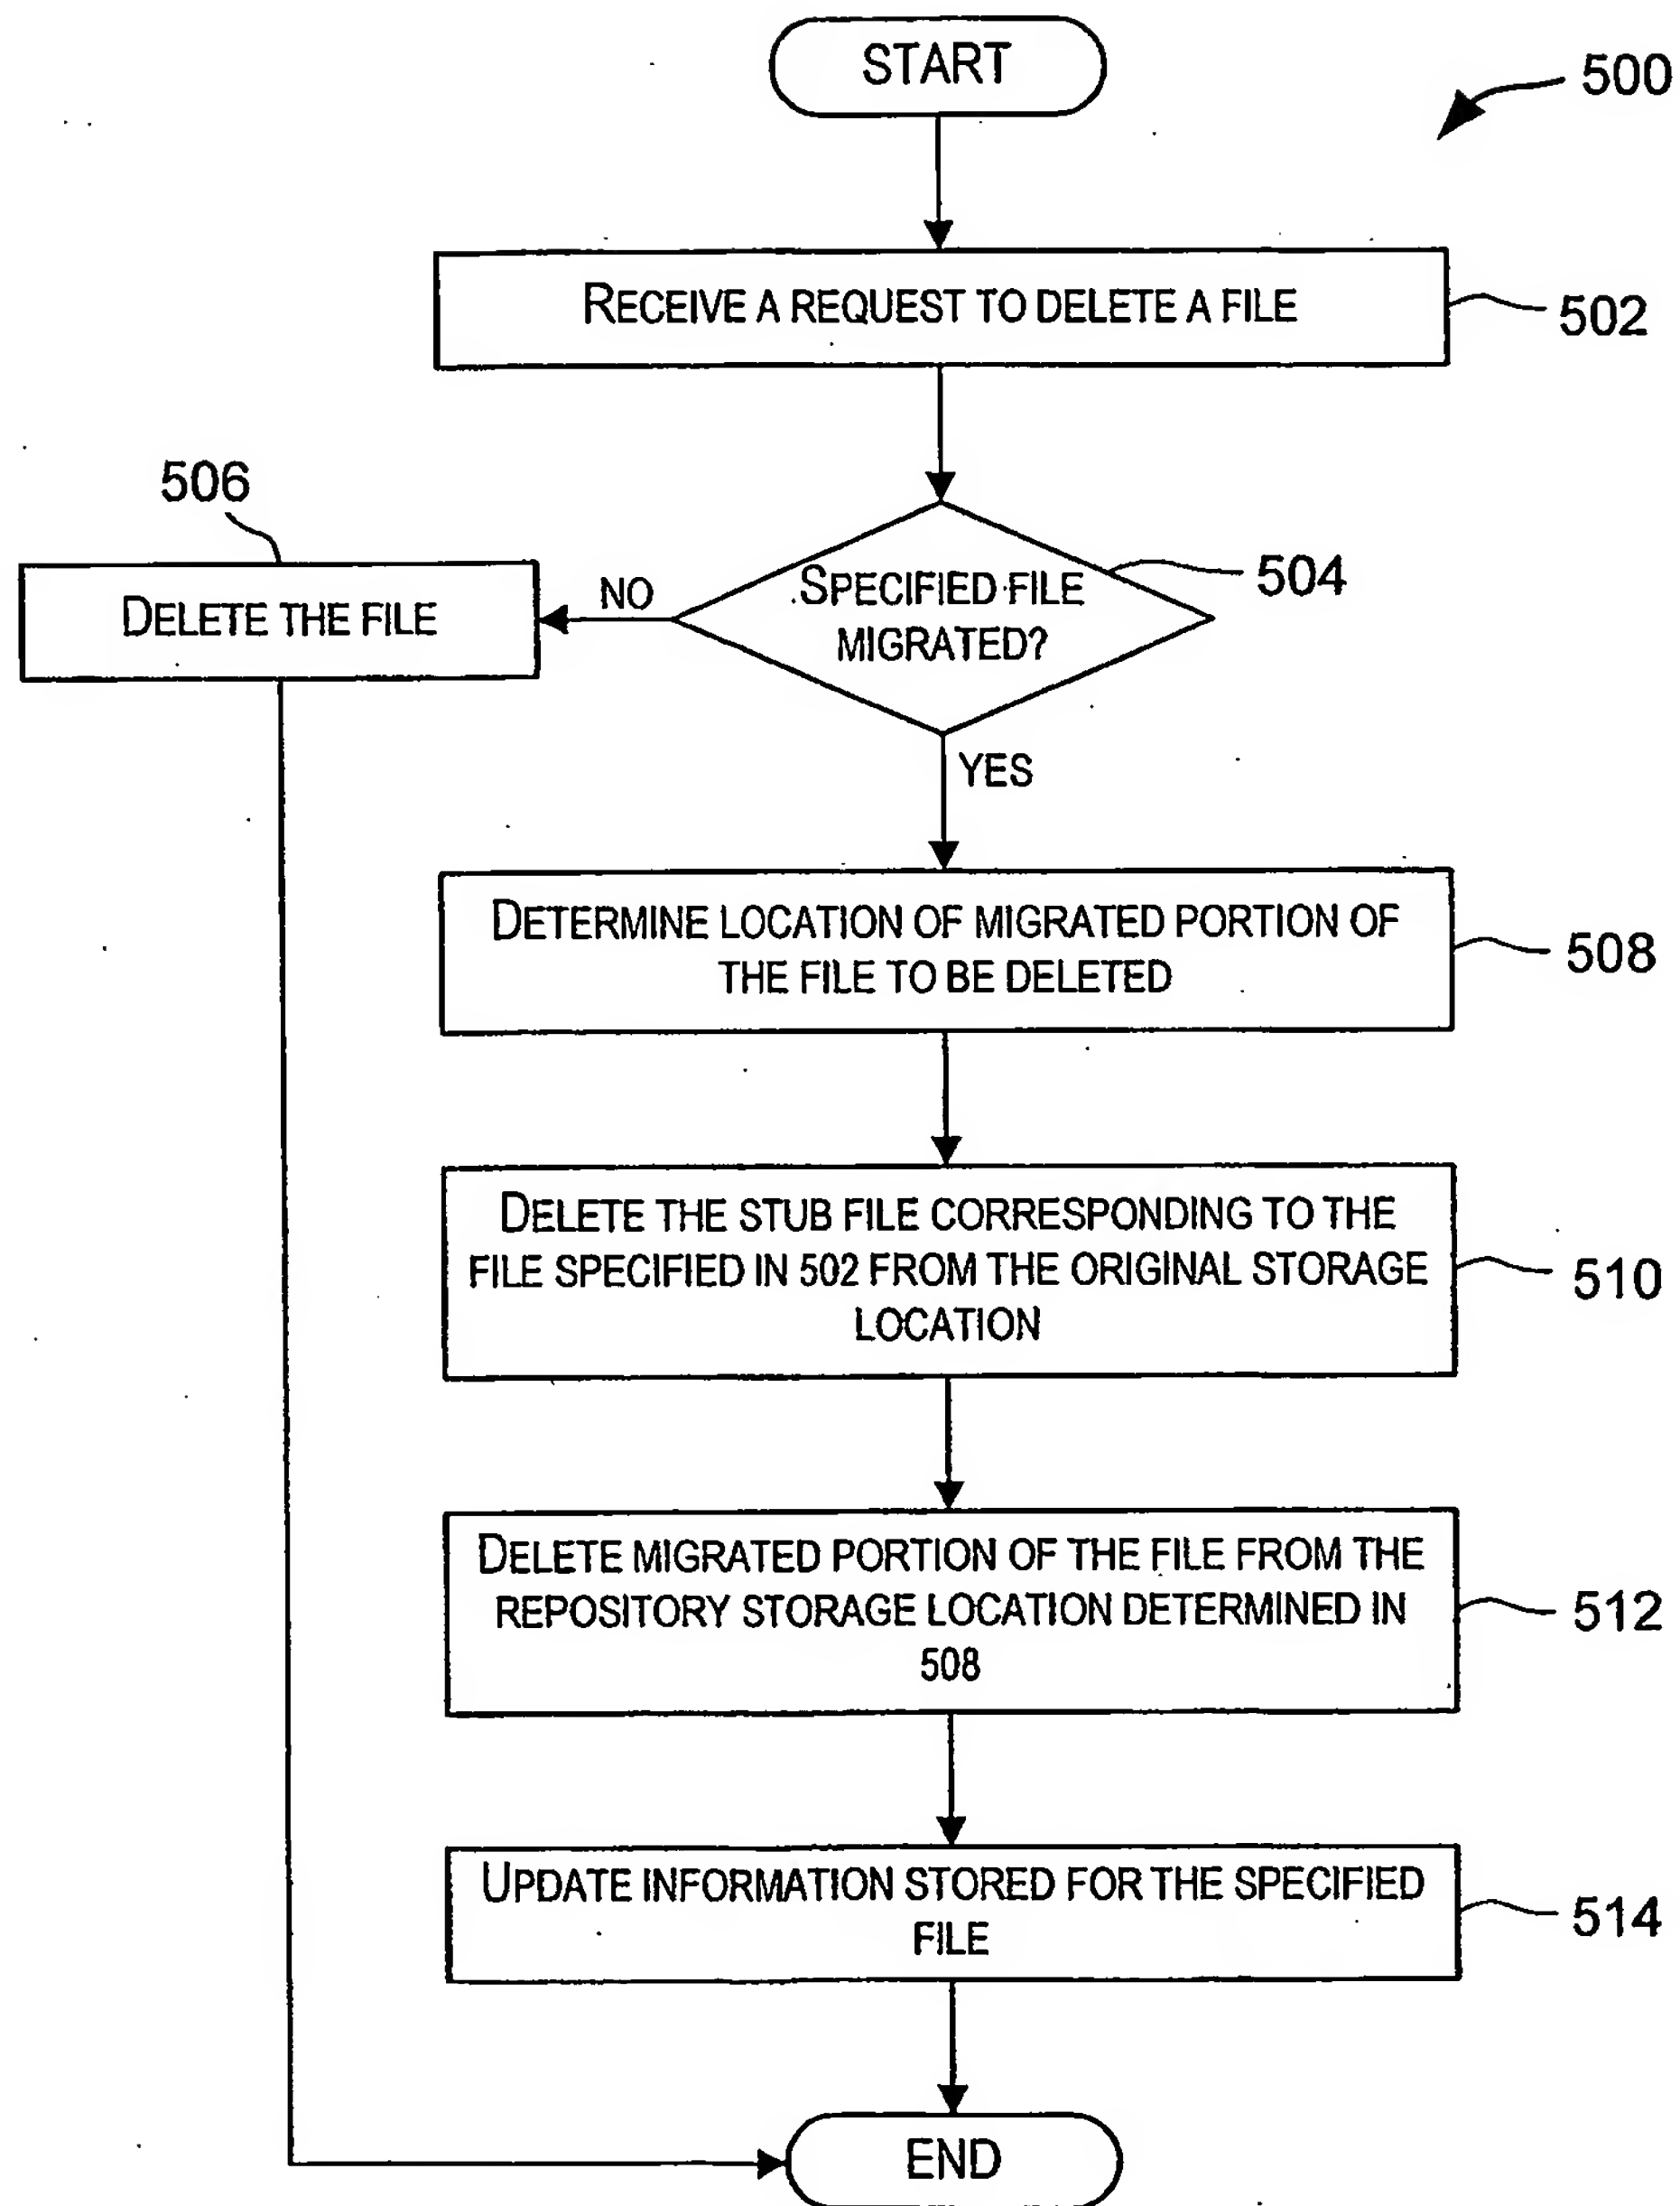 START
500
RECEIVE A REQUEST TO DELETE A FILE
502
506
DELETE THE FILE
NO
SPECIFIED FILE
MIGRATED?
504
YES
DETERMINE LOCATION OF MIGRATED PORTION OF
THE FILE TO BE DELETED
508
DELETE THE STUB FILE CORRESPONDING TO THE
FILE SPECIFIED IN 502 FROM THE ORIGINAL STORAGE
LOCATION
510
DELETE MIGRATED PORTION OF THE FILE FROM THE
REPOSITORY STORAGE LOCATION DETERMINED IN
508
512
UPDATE INFORMATION STORED FOR THE SPECIFIED
FILE
514
END